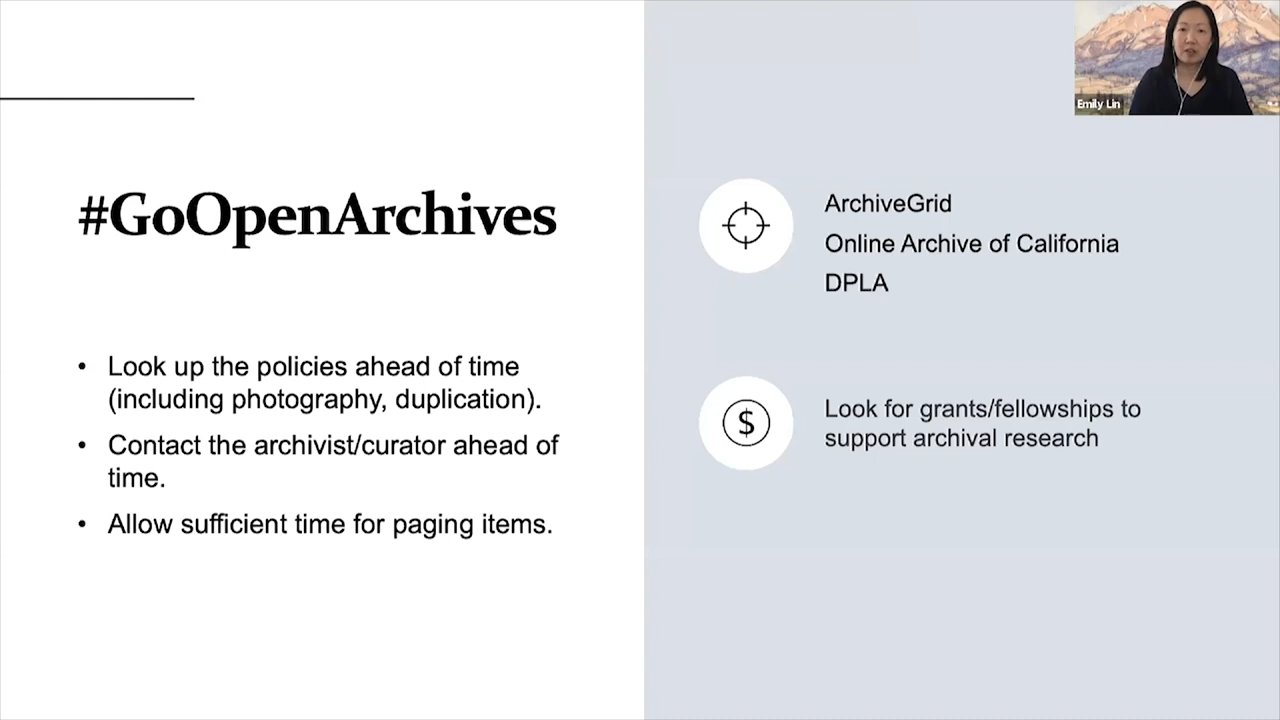 #GoOpenArchives
• Look up the policies ahead of time
(including photography, duplication).
• Contact the archivist/curator ahead of
time.
• Allow sufficient time for paging items.
ArchiveGrid
Online Archive of California
DPLA
$
Look for grants/fellowships to
support archival research
Emily Lin